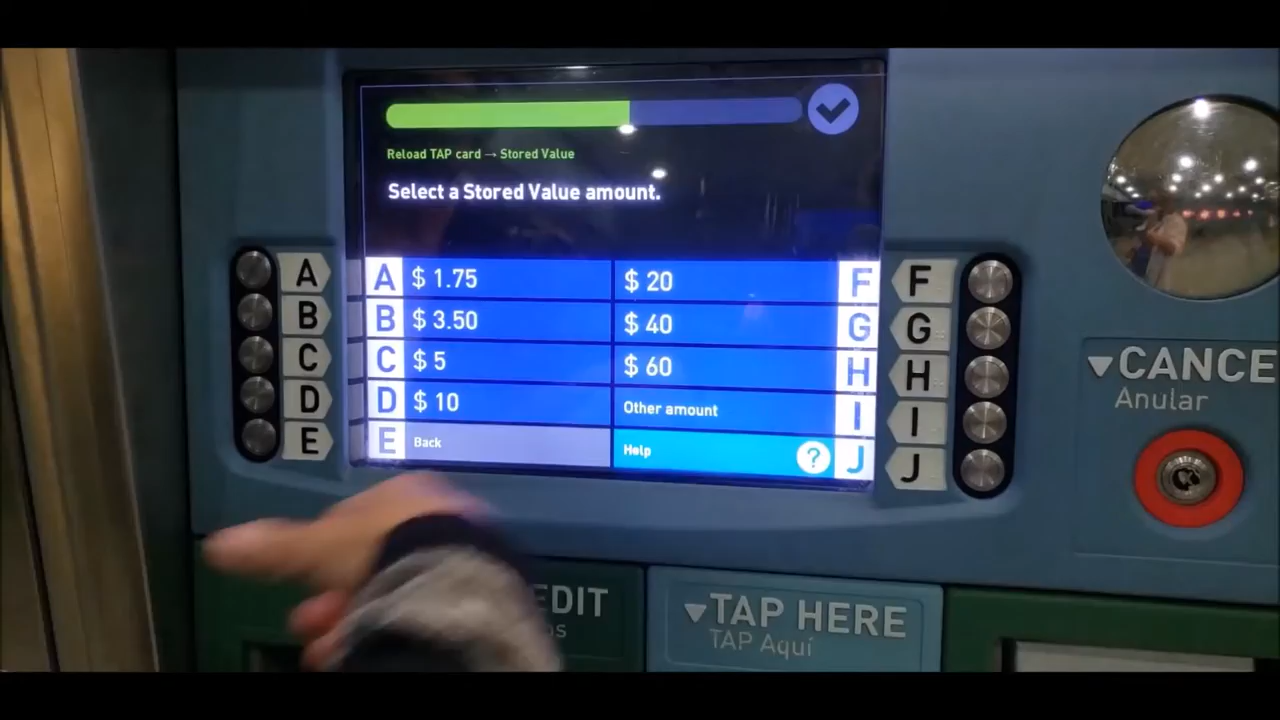 Reload TAP card → Stored Value
Select a Stored Value amount.
A A $ 1.75
B B $ 3.50
C C $ 5
D D $ 10
E E Back
$ 20 F F
$ 40 G G
$ 60 H H
Other amount I I
Help ? J J
CANCE
Anular
EDIT
TAP HERE
TAP Aquí